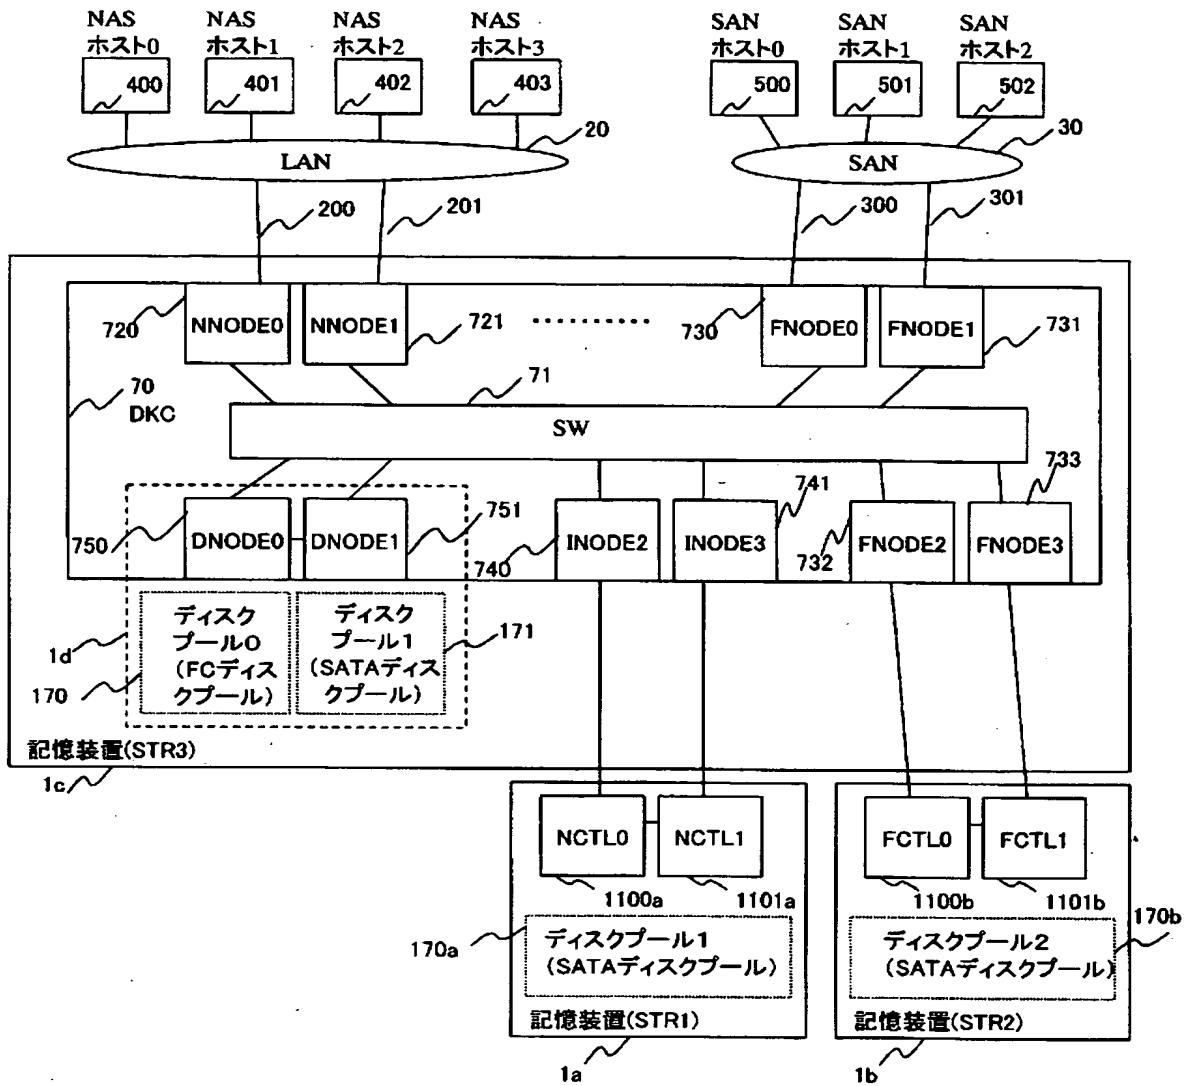 NAS
ホスト0
NAS
ホスト1
NAS
ホスト2
NAS
ホスト3
SAN
ホスト0
SAN
ホスト1
SAN
ホスト2
400
401
402
403
500
501
502
20
30
LAN
SAN
200
201
300
301
720
NNODE0
NNODE1
721
730
FNODE0
FNODE1
731
70
DKC
71
SW
733
741
750
DNODE0
DNODE1
751
740
INODE2
INODE3
732
FNODE2
FNODE3
1d
170
ディスク
プール0
(FCディス
クプール)
ディスク
プール1
(SATAディス
クプール)
171
記憶装置(STR3)
1c
NCTL0
NCTL1
1100a
1101a
170a
ディスクプール1
(SATAディスクプール)
記憶装置(STR1)
1a
FCTL0
FCTL1
1100b
1101b
170b
ディスクプール2
(SATAディスクプール)
記憶装置(STR2)
1b